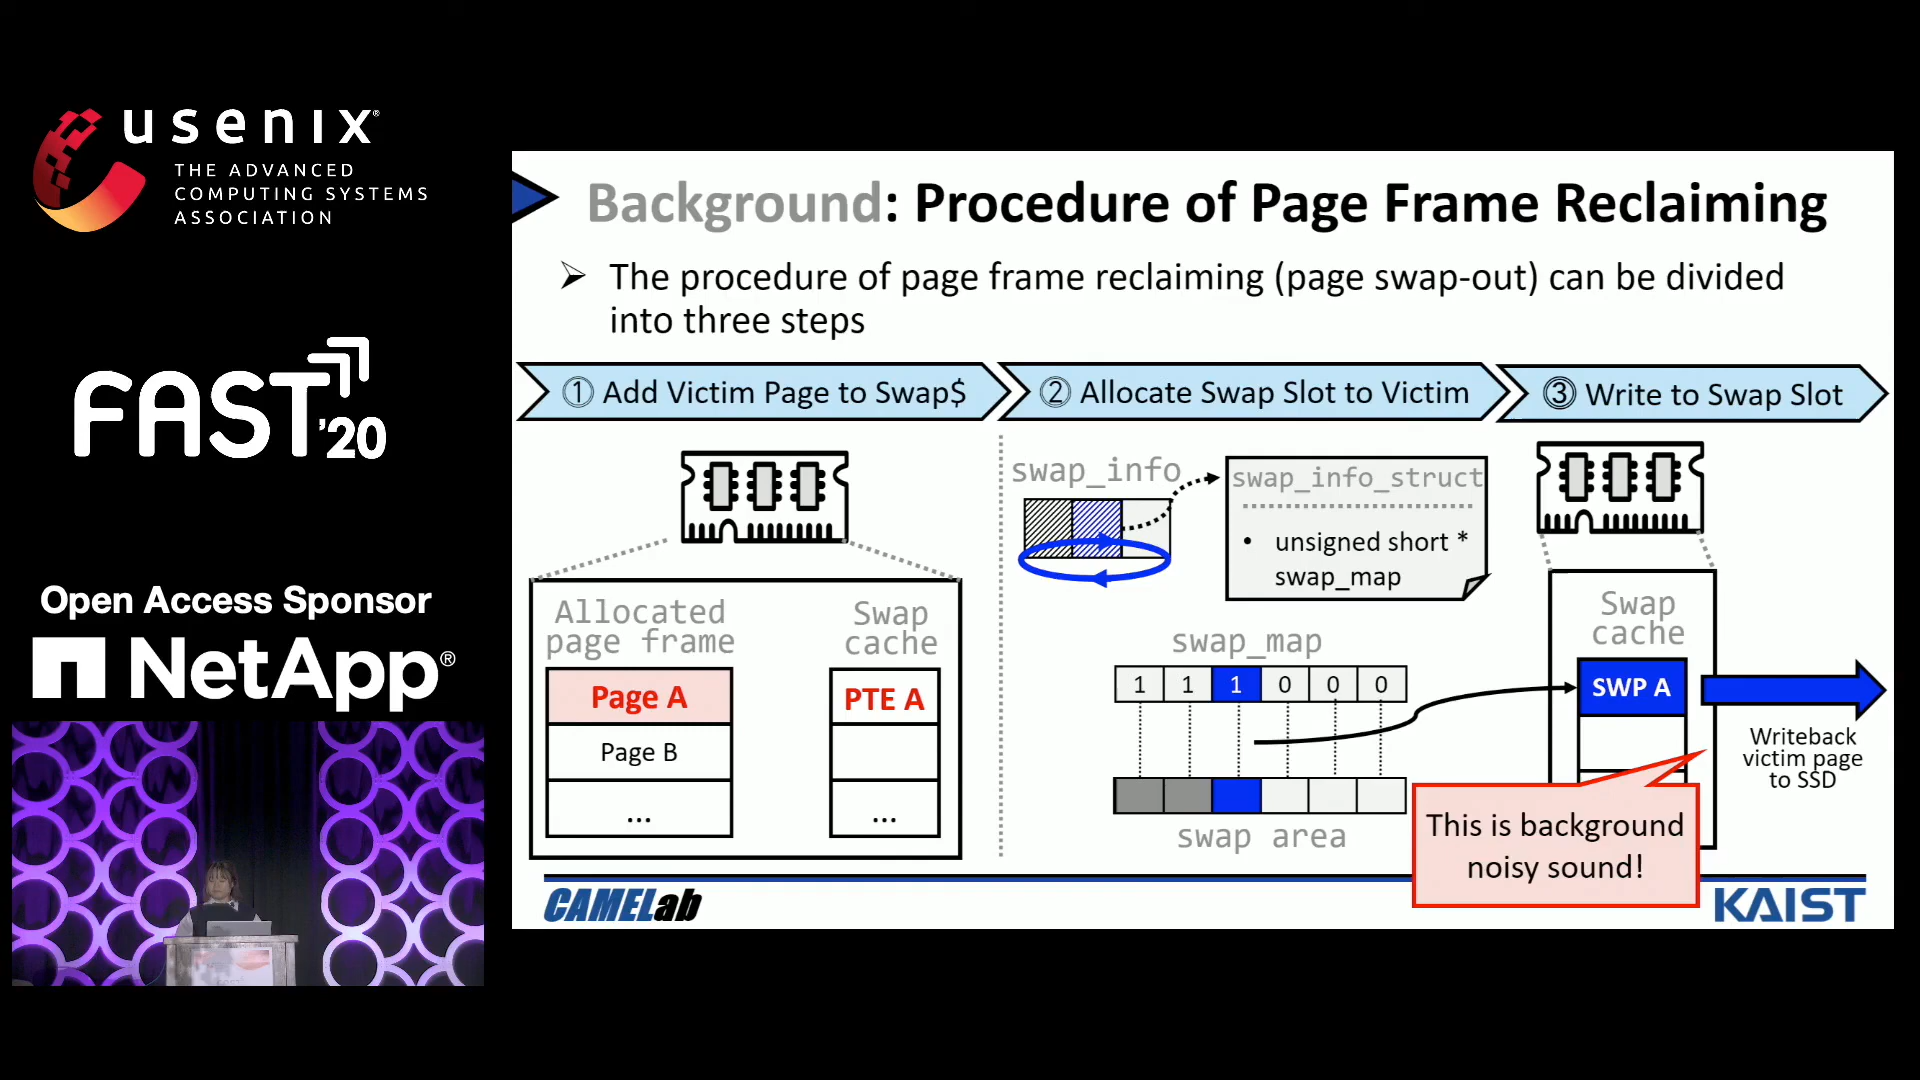 usenix®
THE ADVANCED
COMPUTING SYSTEMS
ASSOCIATION
FAST '20
Open Access Sponsor
NetApp®
Background: Procedure of Page Frame Reclaiming
➢ The procedure of page frame reclaiming (page swap-out) can be divided
into three steps
① Add Victim Page to Swap$
② Allocate Swap Slot to Victim
③ Write to Swap Slot
Allocated
page frame
Page A
Page B
...
Swap
cache
PTE A
...
swap_info
swap_info_struct
• unsigned short *
swap_map
swap_map
1 1 1 0 0 0
swap area
Swap
cache
SWP A
Writeback
victim page
to SSD
This is background
noisy sound!
CAMELab
KAIST